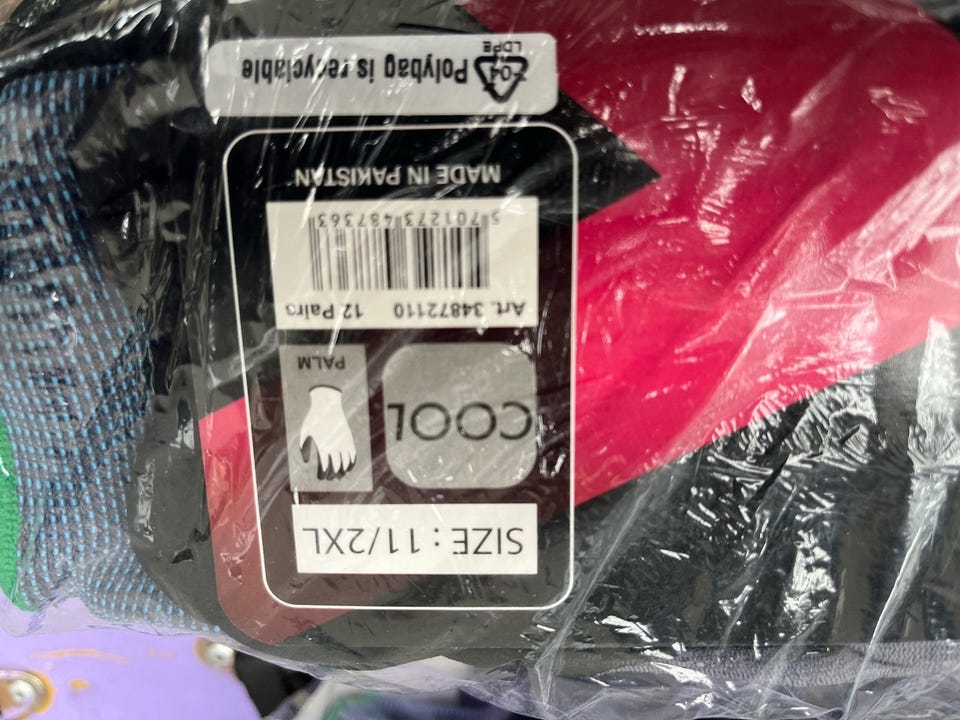 SIZE : 11/2XL
COOL
PALM
Art. 34872110 12 Pairs
5 701273 487363
MADE IN PAKISTAN
04
LDPE
Polybag is recyclable